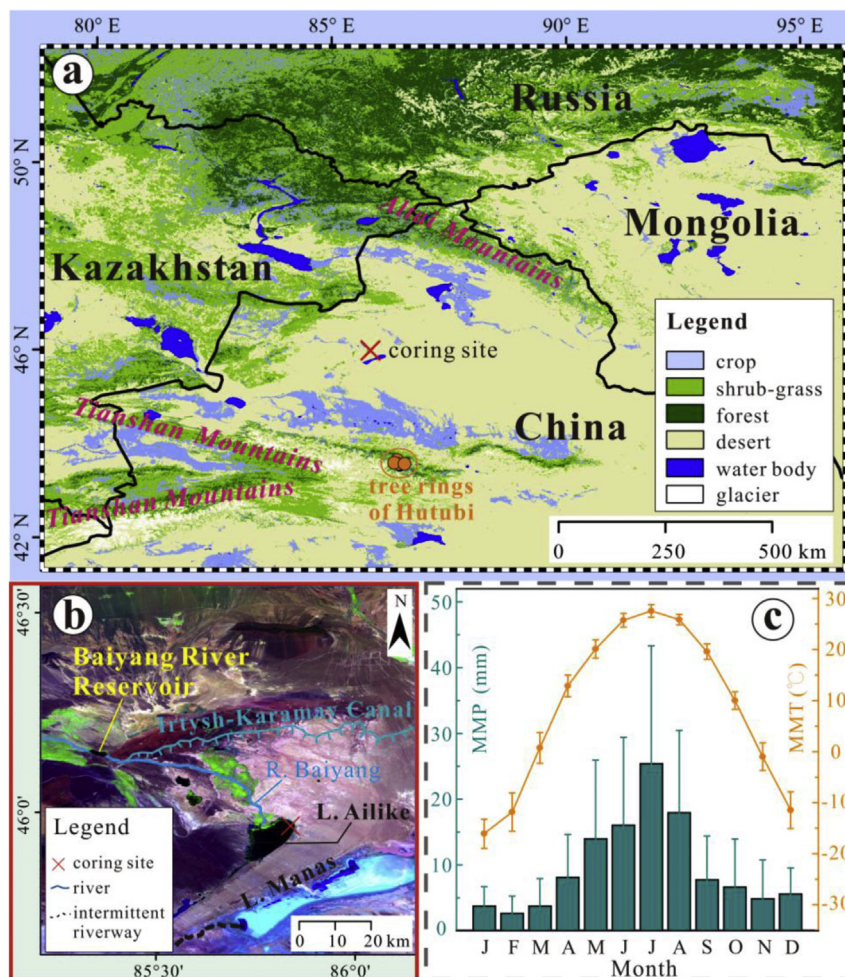 80° E
85° E
90° E
95° E
a
Russia
50° N
Altai Mountains
Mongolia
Kazakhstan
Legend
46° N
coring site
crop
shrub-grass
forest
desert
water body
glacier
China
Tianshan Mountains
Tianshan Mountains
tree rings
of Hutubi
42° N
0
250
500 km
46°30'
b
N
Baiyang River
Reservoir
Irtysh-Karamay Canal
R. Baiyang
46°0'
L. Ailike
Legend
coring site
river
intermittent
riverway
L. Manas
0 10 20 km
85°30'
86°0'
c
50
40
30
20
10
0
MMP (mm)
30
20
10
0
-10
-20
-30
MMT (℃)
J F M A M J J A S O N D
Month